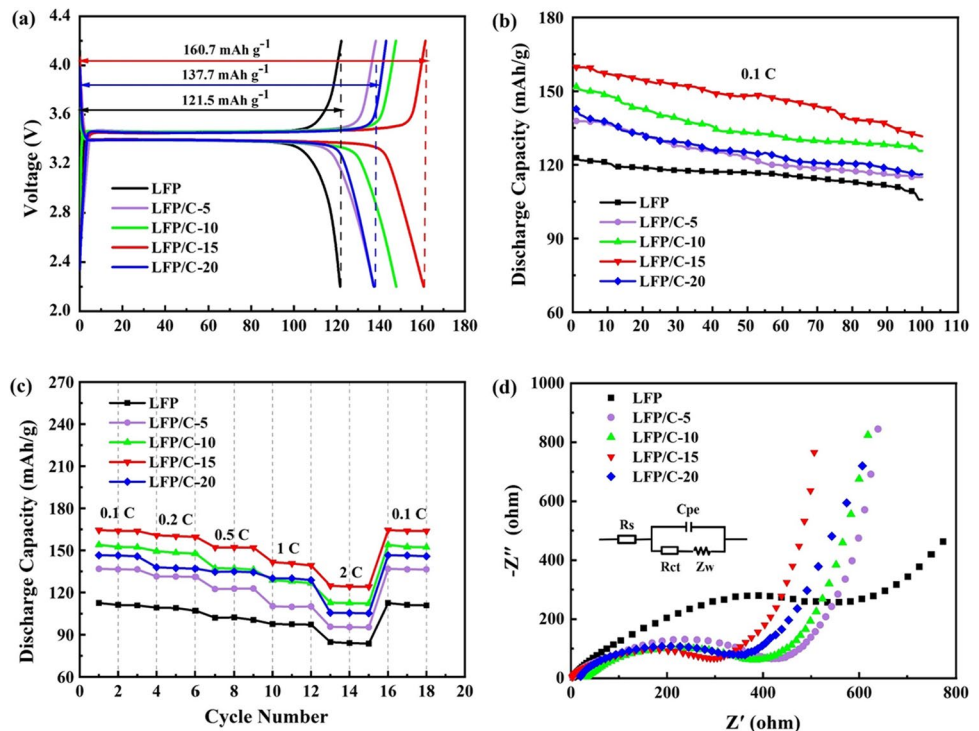 (a)
4.4
4.0
3.6
3.2
2.8
2.4
2.0
Voltage (V)
160.7 mAh g⁻¹
137.7 mAh g⁻¹
121.5 mAh g⁻¹
LFP
LFP/C-5
LFP/C-10
LFP/C-15
LFP/C-20
0 20 40 60 80 100 120 140 160 180
(b)
180
150
120
90
60
Discharge Capacity (mAh/g)
0.1 C
LFP
LFP/C-5
LFP/C-10
LFP/C-15
LFP/C-20
0 10 20 30 40 50 60 70 80 90 100 110
(c)
270
240
210
180
150
120
90
60
Discharge Capacity (mAh/g)
LFP
LFP/C-5
LFP/C-10
LFP/C-15
LFP/C-20
0.1 C 0.2 C 0.5 C 1 C 2 C 0.1 C
0 2 4 6 8 10 12 14 16 18 20
Cycle Number
(d)
1000
800
600
400
200
0
-Z″ (ohm)
LFP
LFP/C-5
LFP/C-10
LFP/C-15
LFP/C-20
Cpe
Rs
Rct Zw
0 200 400 600 800
Z′ (ohm)